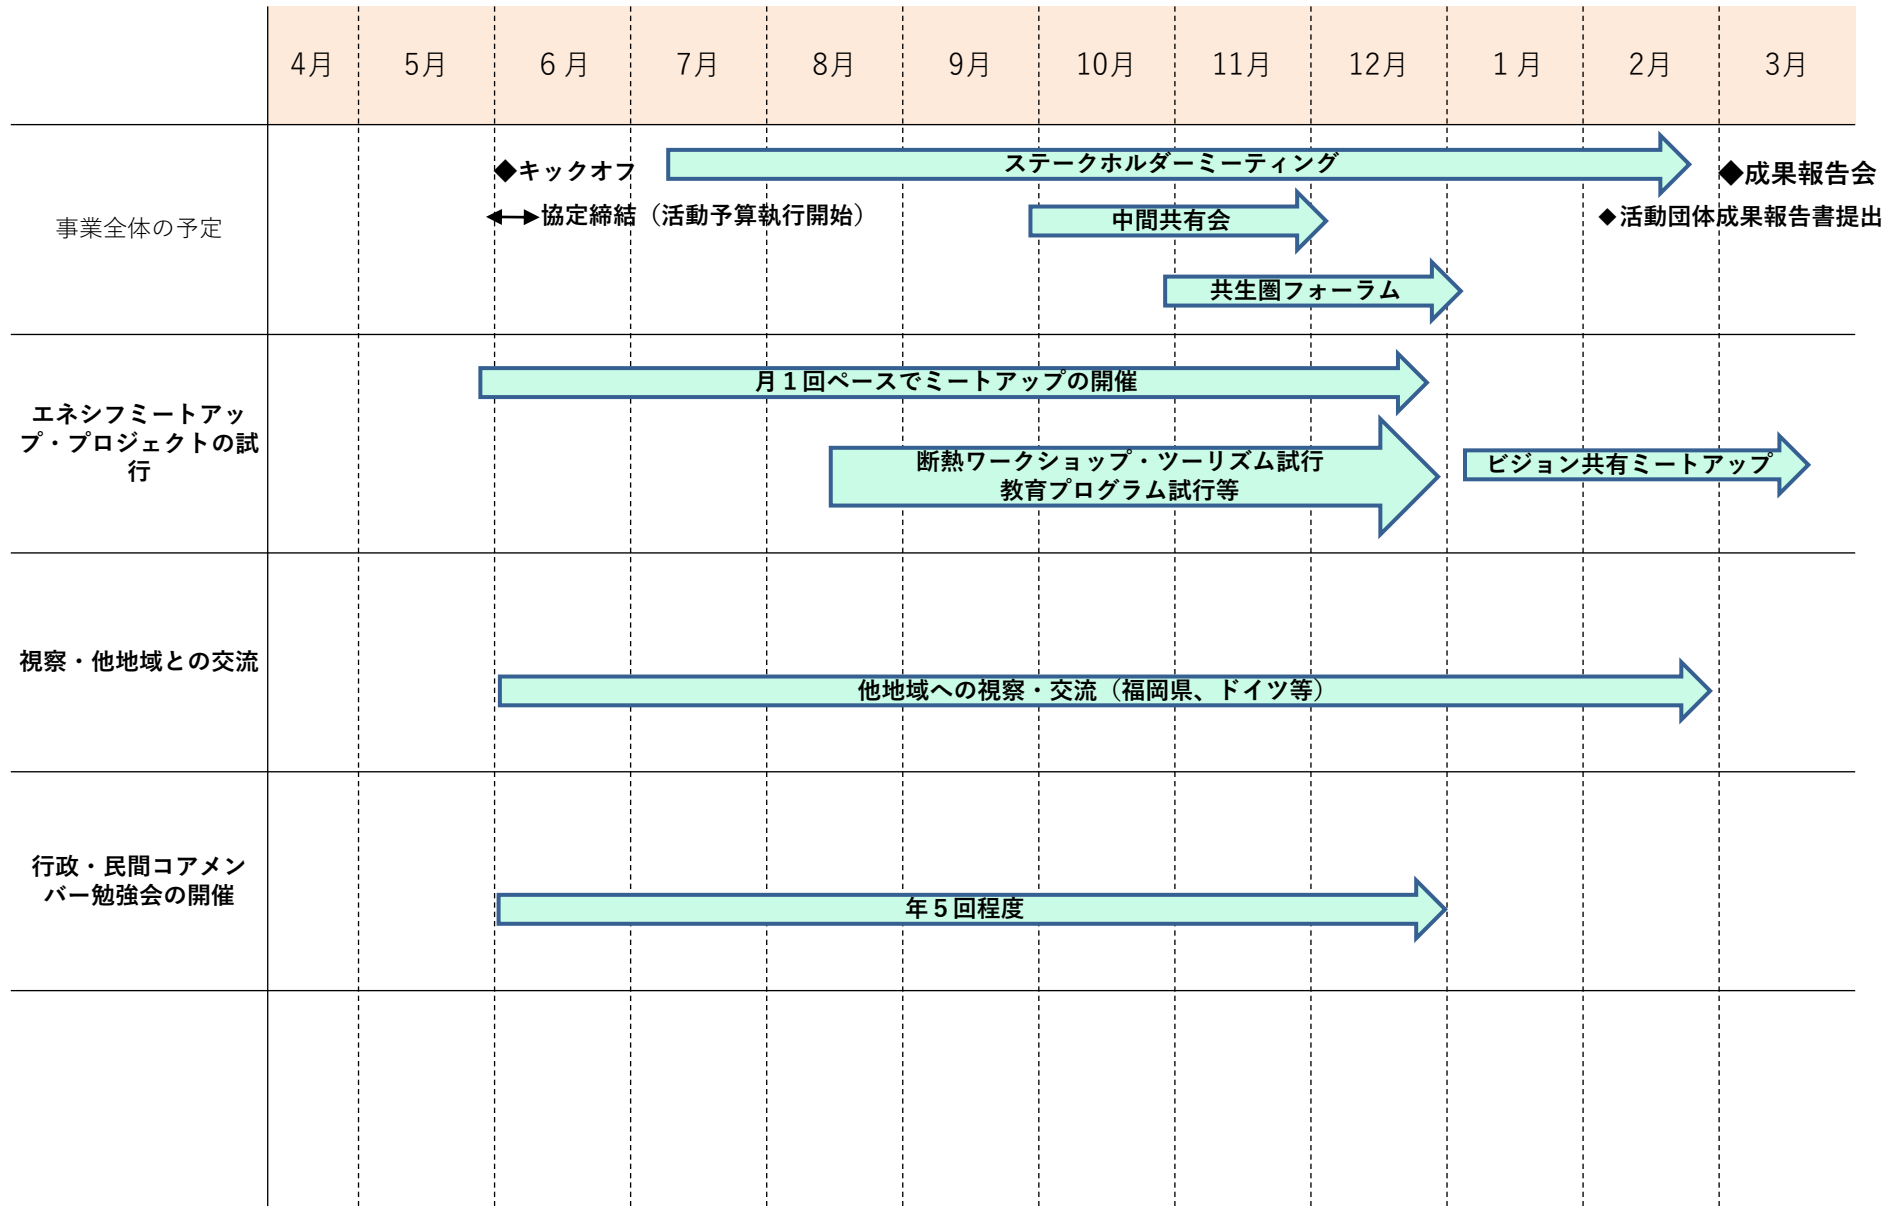 4月 5月 6月 7月 8月 9月 10月 11月 12月 1月 2月 3月
事業全体の予定
◆キックオフ
ステークホルダーミーティング
◆成果報告会
協定締結（活動予算執行開始）
中間共有会
◆活動団体成果報告書提出
共生圏フォーラム
エネシフミートアッ
プ・プロジェクトの試
行
月１回ペースでミートアップの開催
断熱ワークショップ・ツーリズム試行
教育プログラム試行等
ビジョン共有ミートアップ
視察・他地域との交流
他地域への視察・交流（福岡県、ドイツ等）
行政・民間コアメン
バー勉強会の開催
年５回程度